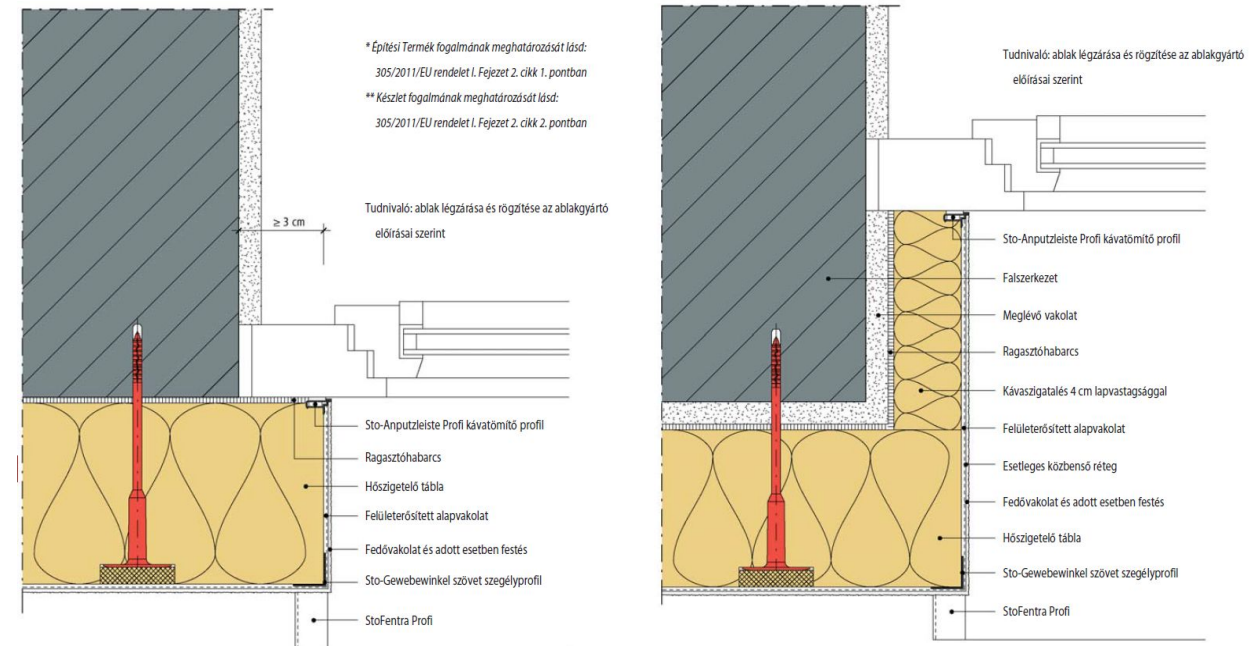 * Építési Termék fogalmának meghatározását lásd:
305/2011/EU rendelet I. Fejezet 2. cikk 1. pontban
** Készlet fogalmának meghatározását lásd:
305/2011/EU rendelet I. Fejezet 2. cikk 2. pontban
Tudnivaló: ablak légzárása és rögzítése az ablakgyártó
előírásai szerint
≥ 3 cm
Sto-Anputzleiste Profi kávatömítő profil
Ragasztóhabarcs
Hőszigetelő tábla
Felületerősített alapvakolat
Fedővakolat és adott esetben festés
Sto-Gewebewinkel szövet szegélyprofil
StoFentra Profi
Tudnivaló: ablak légzárása és rögzítése az ablakgyártó
előírásai szerint
Sto-Anputzleiste Profi kávatömítő profil
Falszerkezet
Meglévő vakolat
Ragasztóhabarcs
Kávaszigatalés 4 cm lapvastagsággal
Felületerősített alapvakolat
Esetleges közbenső réteg
Fedővakolat és adott esetben festés
Hőszigetelő tábla
Sto-Gewebewinkel szövet szegélyprofil
StoFentra Profi